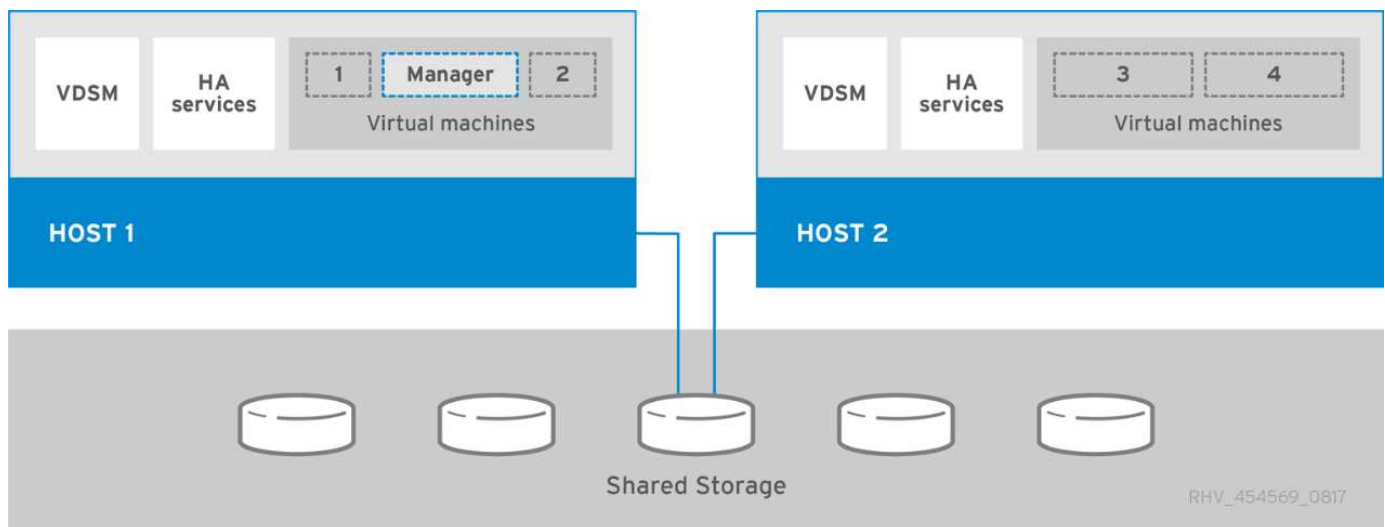 VDSM
HA
services
1
Manager
2
Virtual machines
HOST 1
VDSM
HA
services
3
4
Virtual machines
HOST 2
Shared Storage
RHV_454569_0817